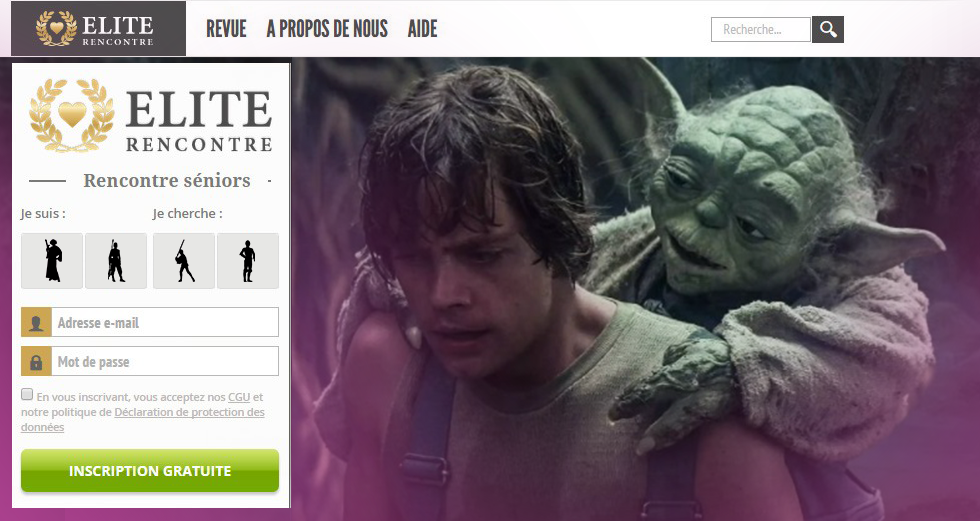 ELITE
RENCONTRE
REVUE A PROPOS DE NOUS AIDE
Recherche...
ELITE
RENCONTRE
Rencontre séniors
Je suis : Je cherche :
Adresse e-mail
Mot de passe
En vous inscrivant, vous acceptez nos CGU et
notre politique de Déclaration de protection des
données
INSCRIPTION GRATUITE